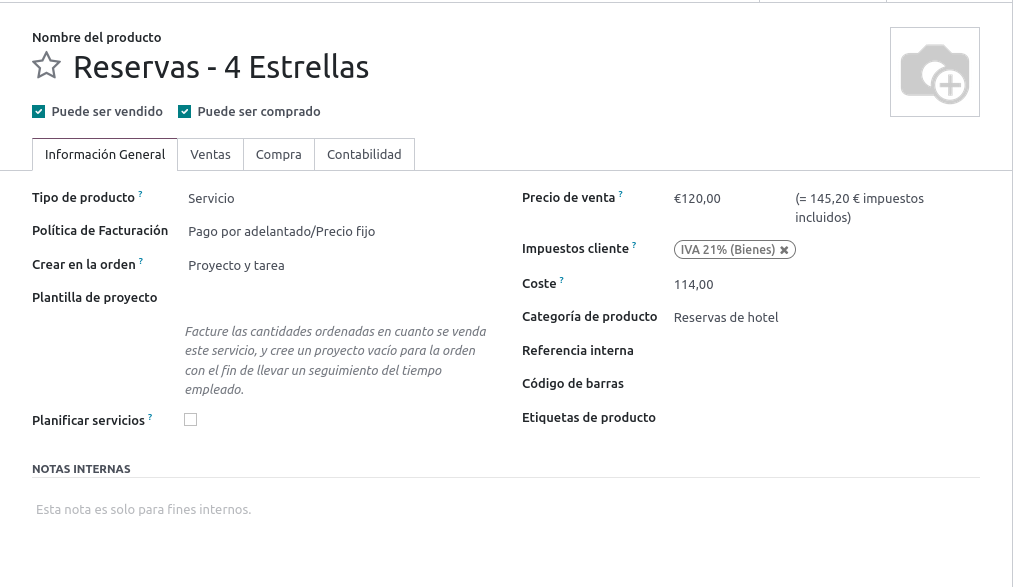 Nombre del producto
Reservas - 4 Estrellas
Puede ser vendido Puede ser comprado
Información General Ventas Compra Contabilidad
Tipo de producto ? Servicio
Política de Facturación Pago por adelantado/Precio fijo
Crear en la orden ? Proyecto y tarea
Plantilla de proyecto
Facture las cantidades ordenadas en cuanto se venda
este servicio, y cree un proyecto vacío para la orden
con el fin de llevar un seguimiento del tiempo
empleado.
Planificar servicios ?
Precio de venta ? €120,00 (= 145,20 € impuestos
incluidos)
Impuestos cliente ? IVA 21% (Bienes) ✖
Coste ? 114,00
Categoría de producto Reservas de hotel
Referencia interna
Código de barras
Etiquetas de producto
NOTAS INTERNAS
Esta nota es solo para fines internos.